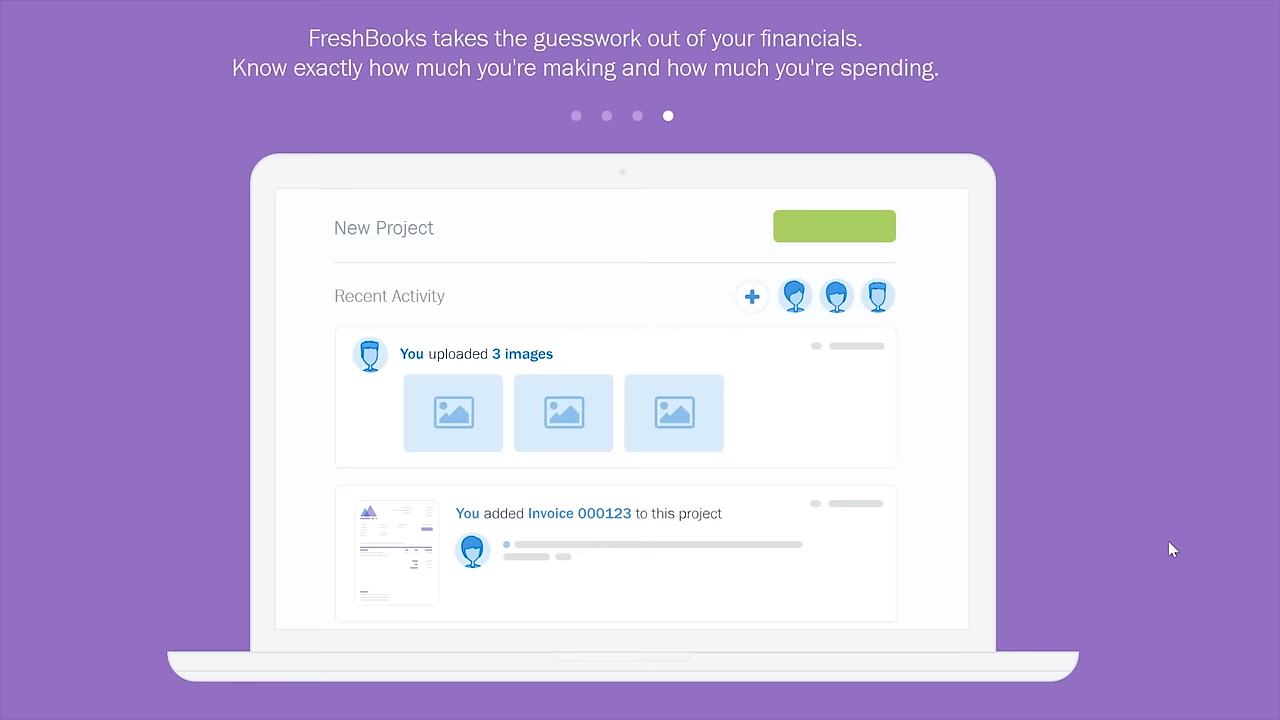 FreshBooks takes the guesswork out of your financials.
Know exactly how much you're making and how much you're spending.
New Project
Recent Activity
You uploaded 3 images
You added Invoice 000123 to this project